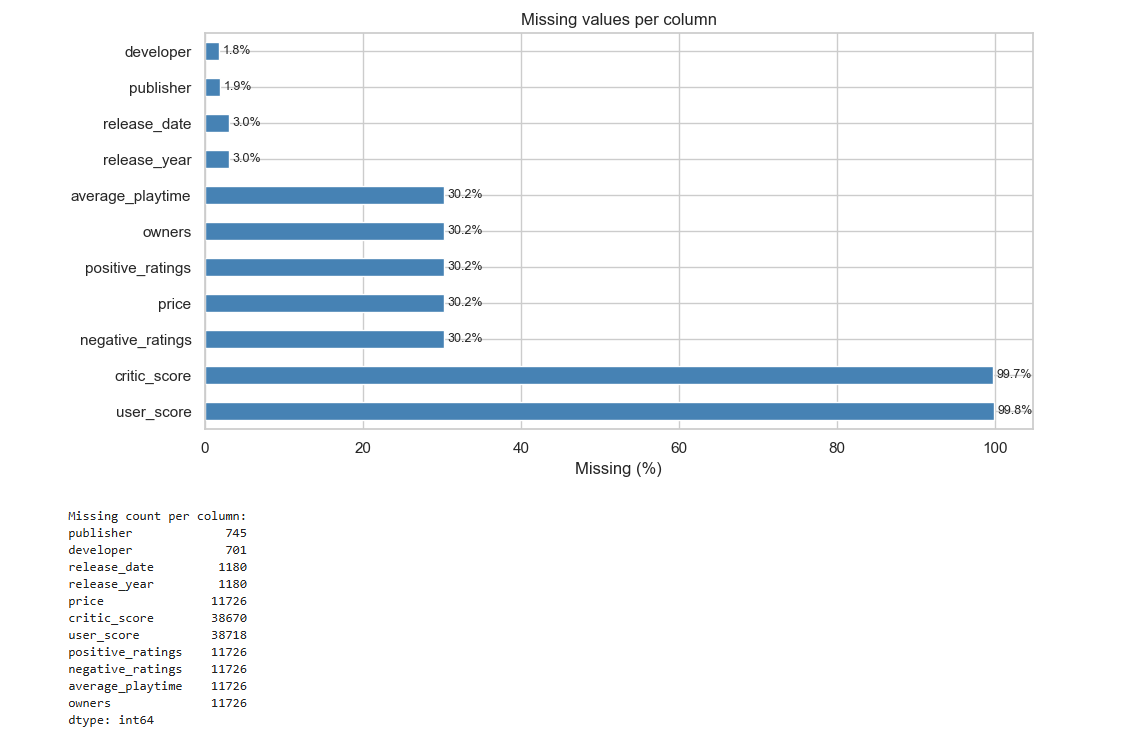 Missing values per column
developer 1.8%
publisher 1.9%
release_date 3.0%
release_year 3.0%
average_playtime 30.2%
owners 30.2%
positive_ratings 30.2%
price 30.2%
negative_ratings 30.2%
critic_score 99.7%
user_score 99.8%
0 20 40 60 80 100
Missing (%)
Missing count per column:
publisher 745
developer 701
release_date 1180
release_year 1180
price 11726
critic_score 38670
user_score 38718
positive_ratings 11726
negative_ratings 11726
average_playtime 11726
owners 11726
dtype: int64